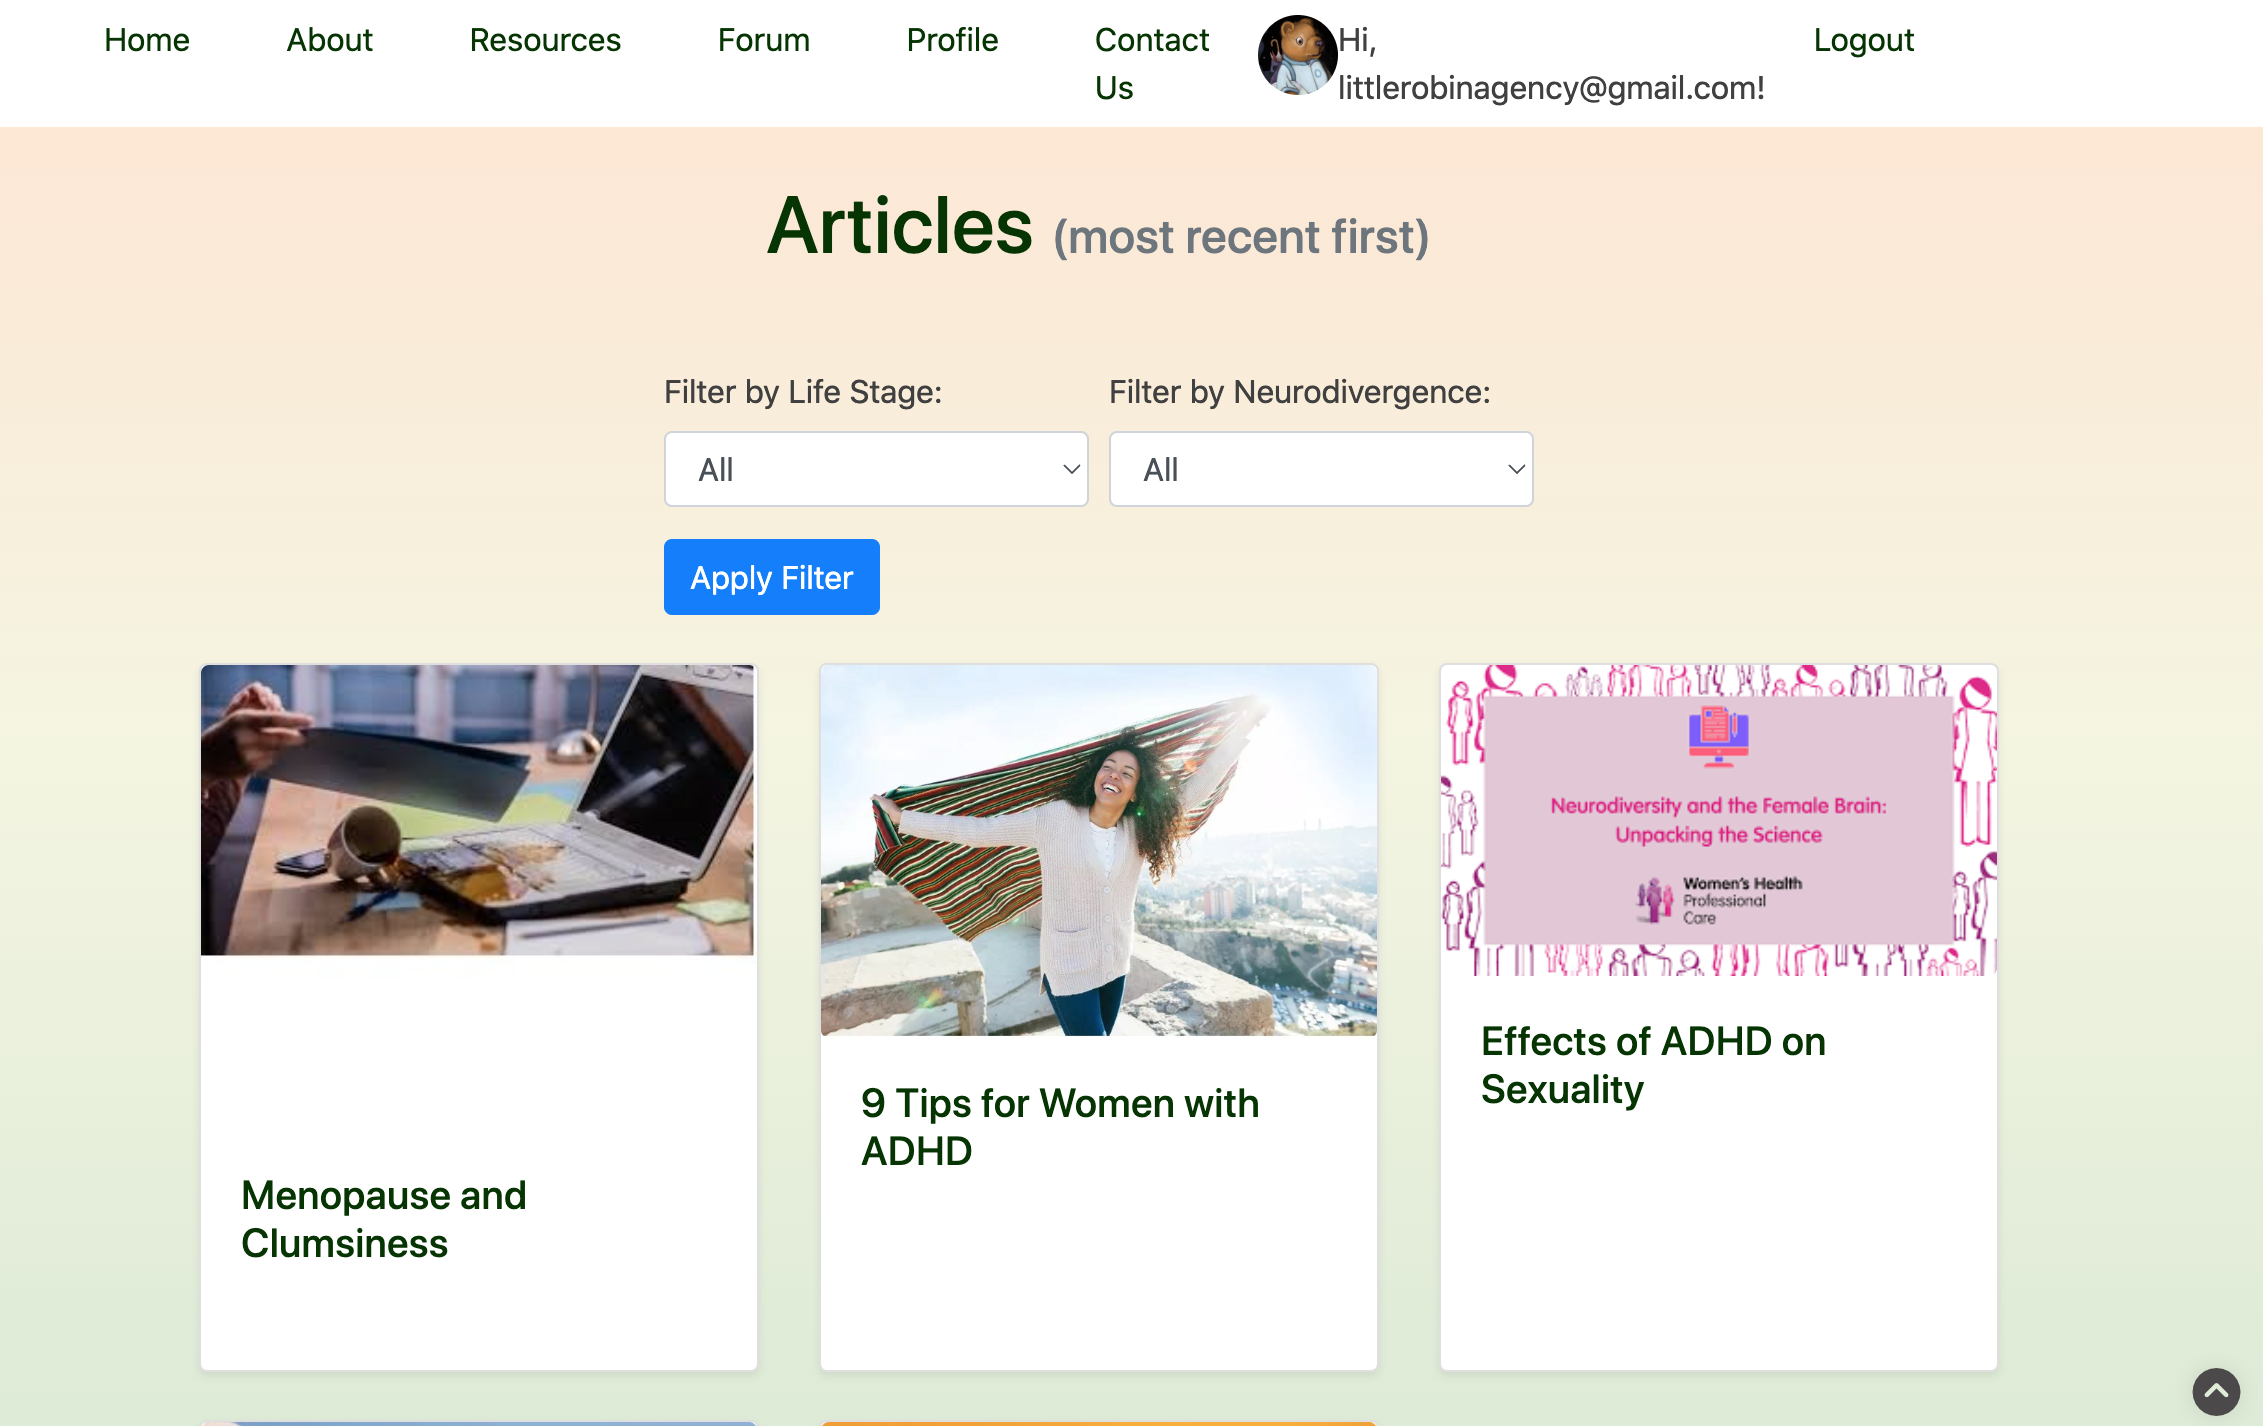 Home About Resources Forum Profile Contact Us Hi, littlerobinagency@gmail.com! Logout
Articles (most recent first)
Filter by Life Stage: Filter by Neurodivergence:
All All
Apply Filter
Neurodiversity and the Female Brain:
Unpacking the Science
Women's Health
Professional
Care
Menopause and
Clumsiness
9 Tips for Women with
ADHD
Effects of ADHD on
Sexuality